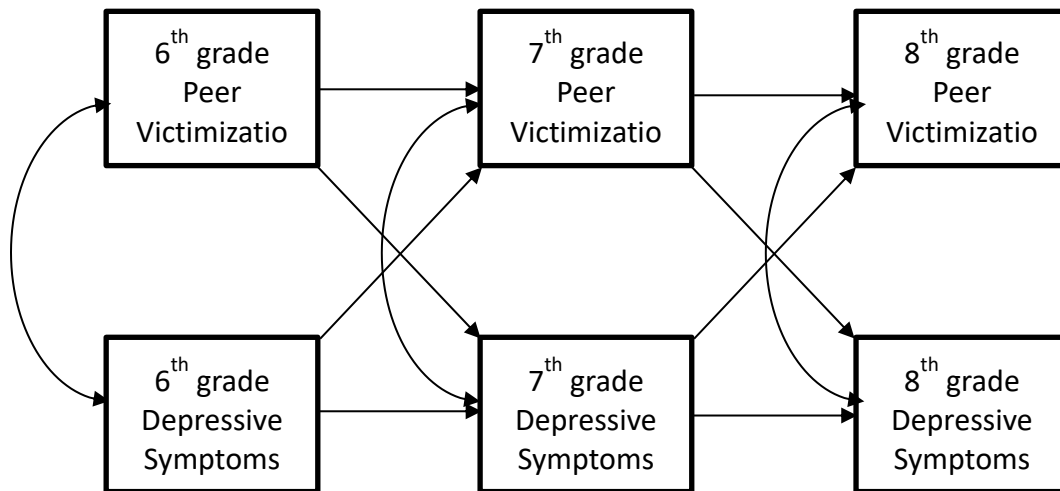 6th grade
Peer
Victimizatio
7th grade
Peer
Victimizatio
8th grade
Peer
Victimizatio
6th grade
Depressive
Symptoms
7th grade
Depressive
Symptoms
8th grade
Depressive
Symptoms